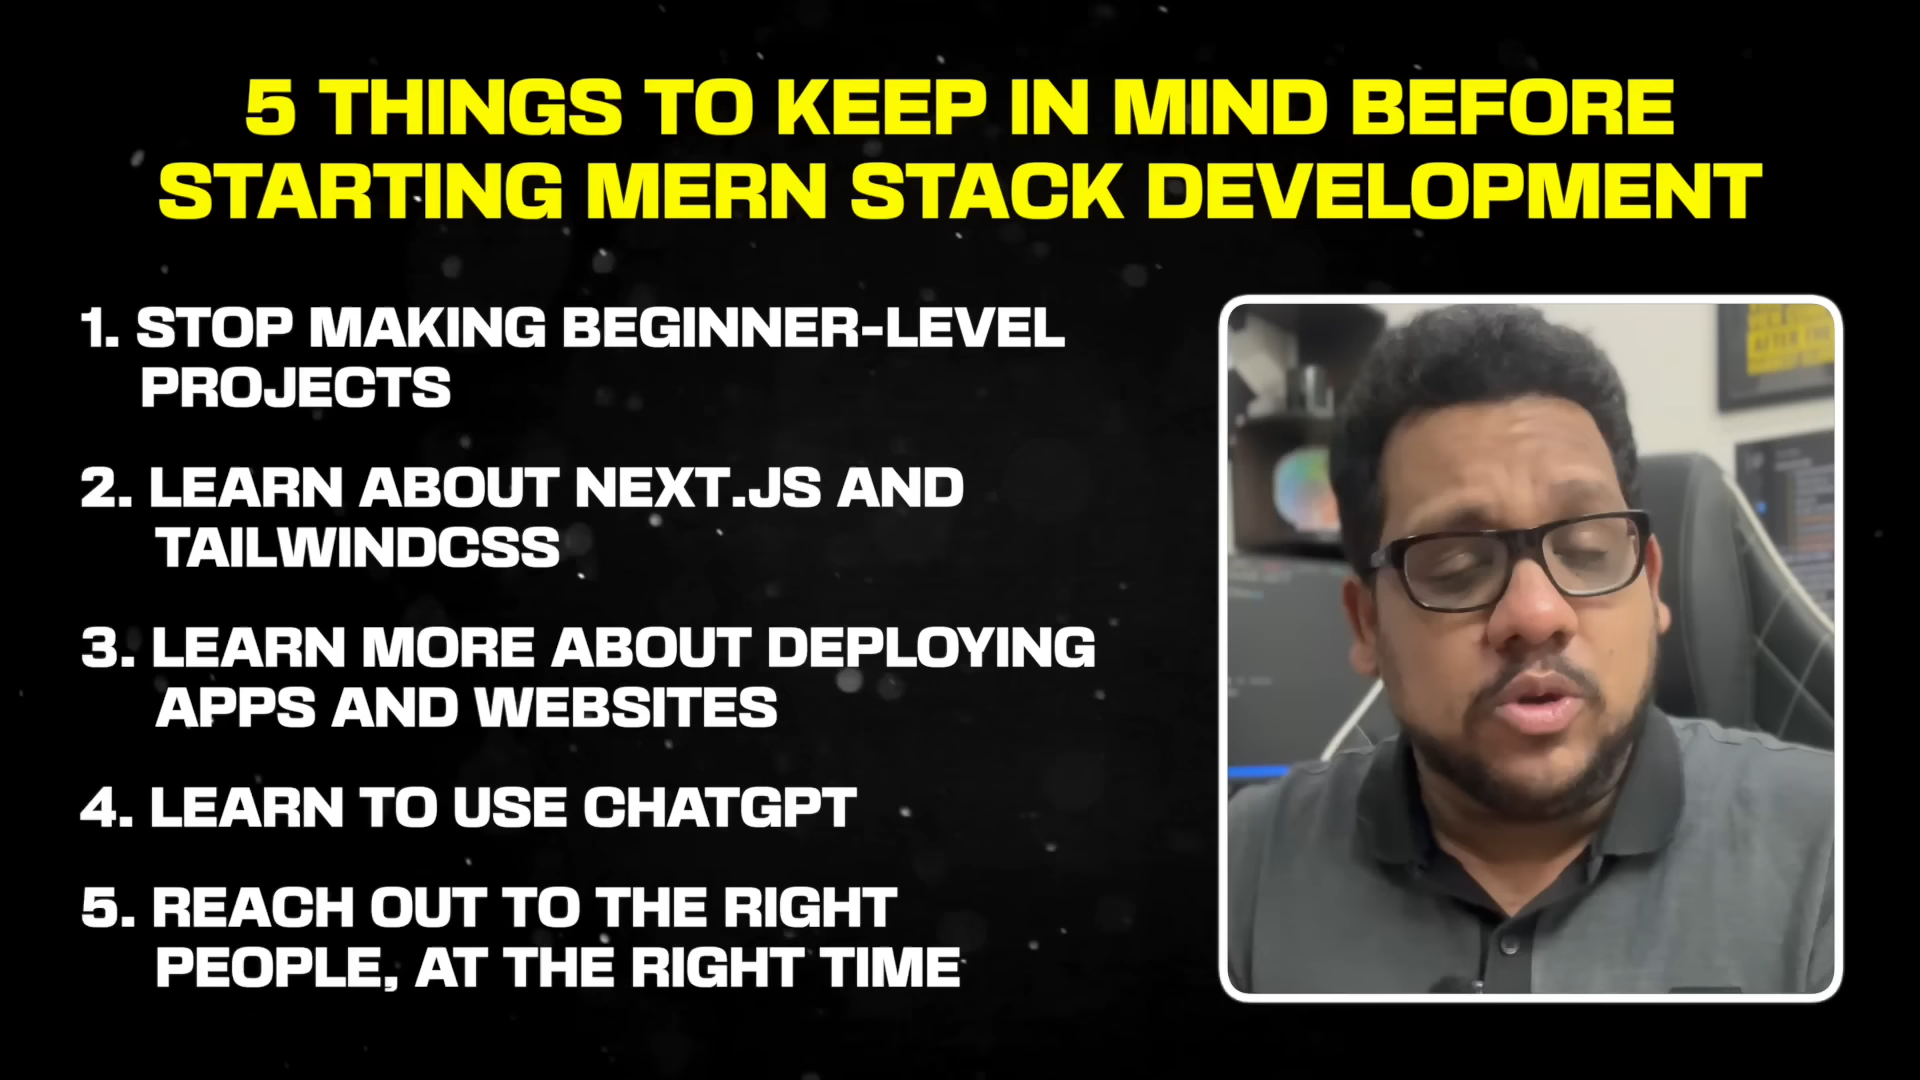 5 THINGS TO KEEP IN MIND BEFORE
STARTING MERN STACK DEVELOPMENT
1. STOP MAKING BEGINNER-LEVEL
PROJECTS
2. LEARN ABOUT NEXT.JS AND
TAILWINDCSS
3. LEARN MORE ABOUT DEPLOYING
APPS AND WEBSITES
4. LEARN TO USE CHATGPT
5. REACH OUT TO THE RIGHT
PEOPLE, AT THE RIGHT TIME
AFTER THE